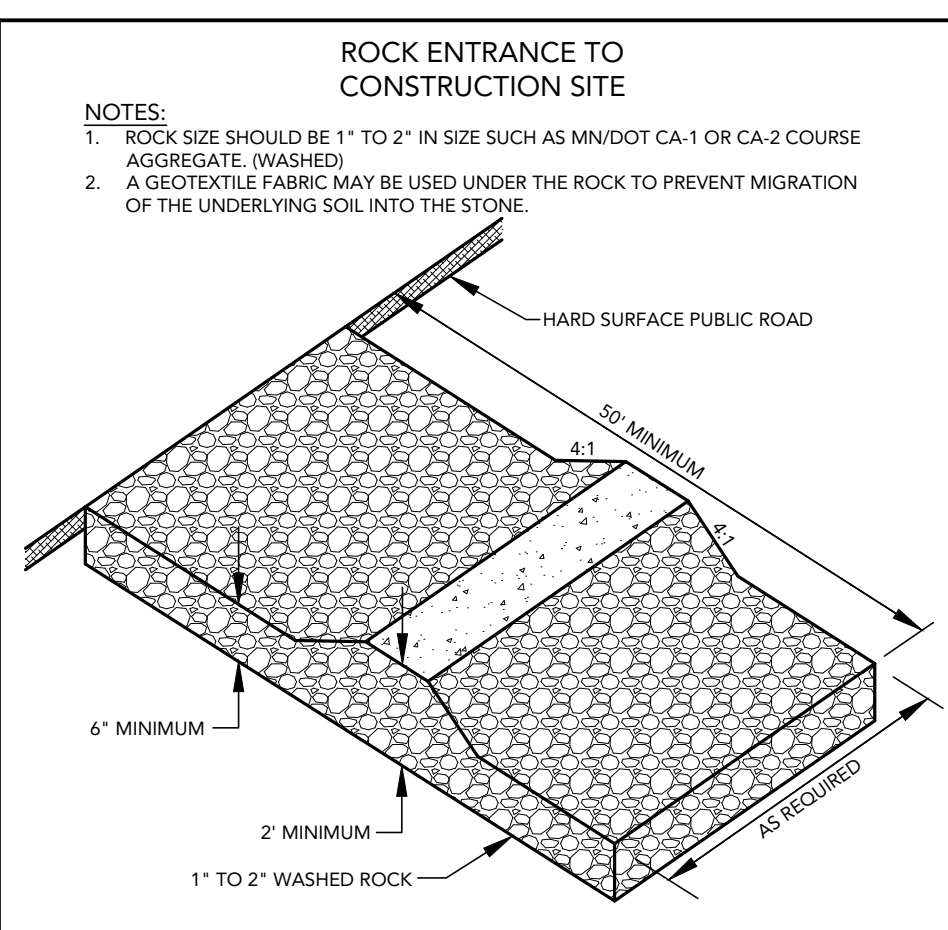 ROCK ENTRANCE TO
CONSTRUCTION SITE
NOTES:
1. ROCK SIZE SHOULD BE 1" TO 2" IN SIZE SUCH AS MN/DOT CA-1 OR CA-2 COURSE
AGGREGATE. (WASHED)
2. A GEOTEXTILE FABRIC MAY BE USED UNDER THE ROCK TO PREVENT MIGRATION
OF THE UNDERLYING SOIL INTO THE STONE.
HARD SURFACE PUBLIC ROAD
50' MINIMUM
4:1
4:1
6" MINIMUM
2' MINIMUM
AS REQUIRED
1" TO 2" WASHED ROCK